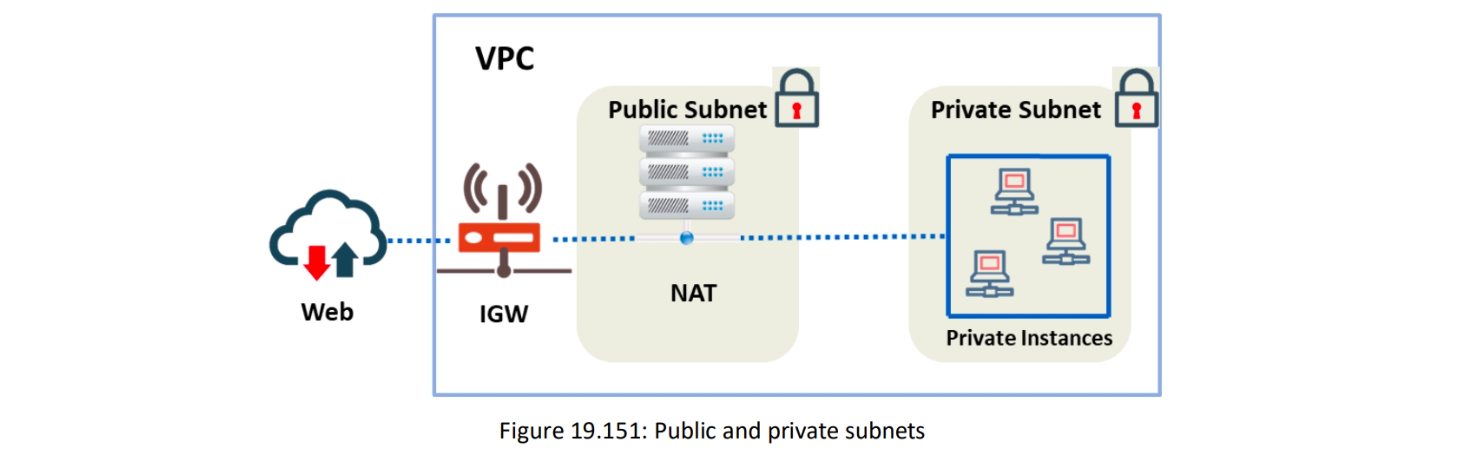 VPC
Public Subnet
Private Subnet
Web
IGW
NAT
Private Instances
Figure 19.151: Public and private subnets